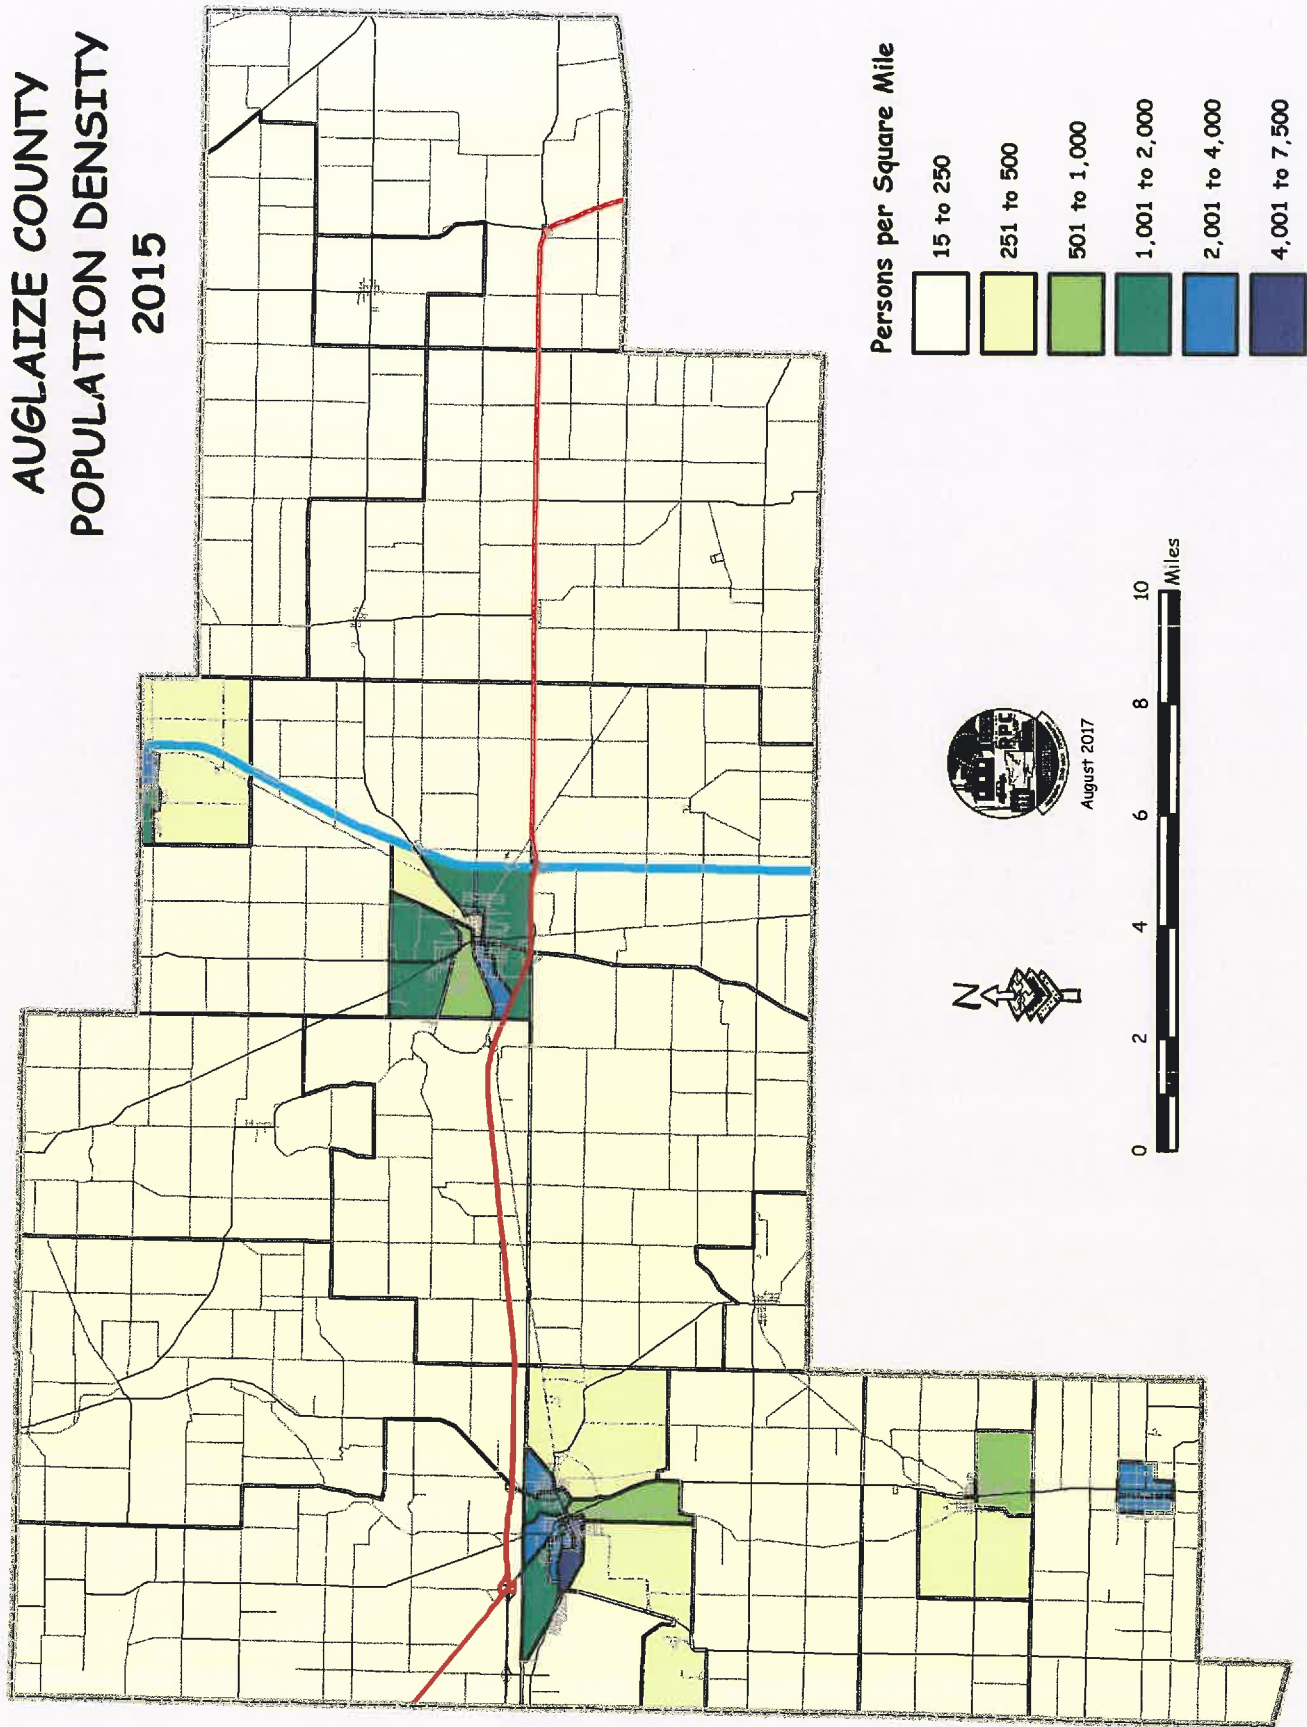 AUGLAIZE COUNTY
POPULATION DENSITY
2015
Persons per Square Mile
15 to 250
251 to 500
501 to 1,000
1,001 to 2,000
2,001 to 4,000
4,001 to 7,500
N
RPC
August 2017
0 2 4 6 8 10
Miles